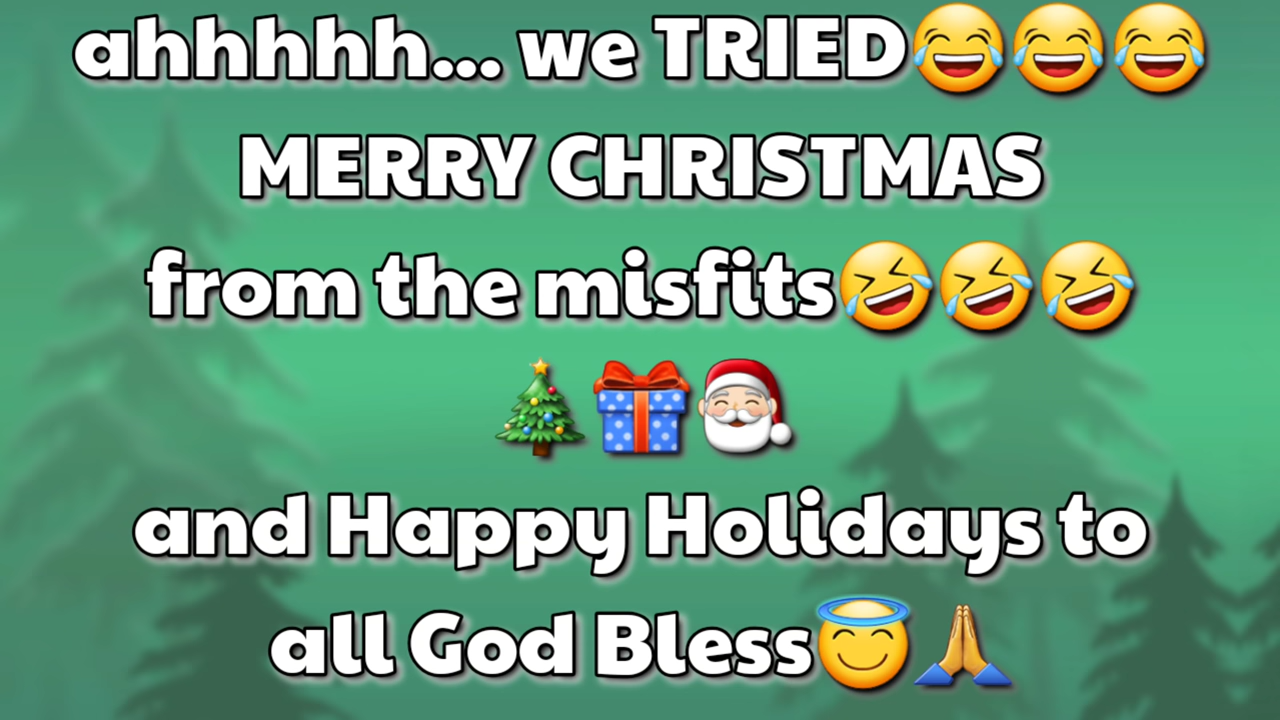 ahhhhh... we TRIED😂😂😂
MERRY CHRISTMAS
from the misfits🤣🤣🤣
🎄🎁🎅🏻
and Happy Holidays to
all God Bless😇🙏